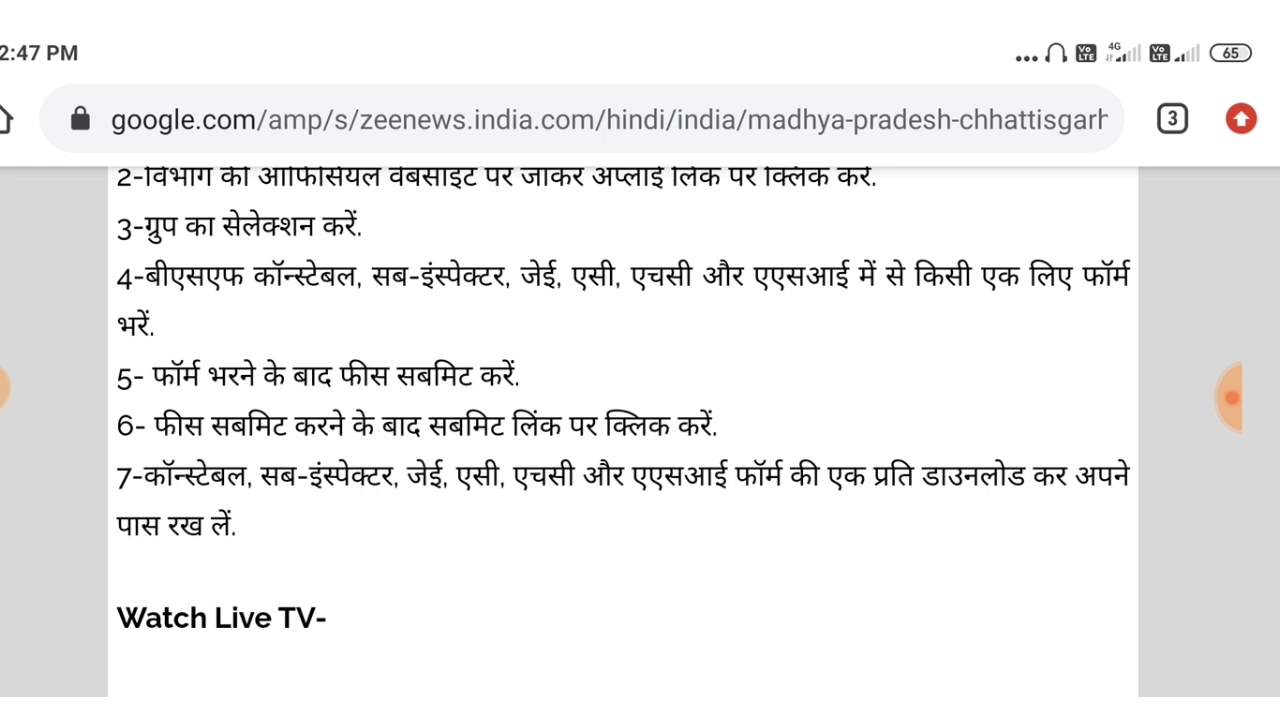 2:47 PM
4G
65
google.com/amp/s/zeenews.india.com/hindi/india/madhya-pradesh-chhattisgarh
3
2-विभाग की ऑफिसियल वेबसाइट पर जाकर अप्लाई लिंक पर क्लिक करें.
3-ग्रुप का सेलेक्शन करें.
4-बीएसएफ कॉन्स्टेबल, सब-इंस्पेक्टर, जेई, एसी, एचसी और एएसआई में से किसी एक लिए फॉर्म
भरें.
5- फॉर्म भरने के बाद फीस सबमिट करें.
6- फीस सबमिट करने के बाद सबमिट लिंक पर क्लिक करें.
7-कॉन्स्टेबल, सब-इंस्पेक्टर, जेई, एसी, एचसी और एएसआई फॉर्म की एक प्रति डाउनलोड कर अपने
पास रख लें.
Watch Live TV-